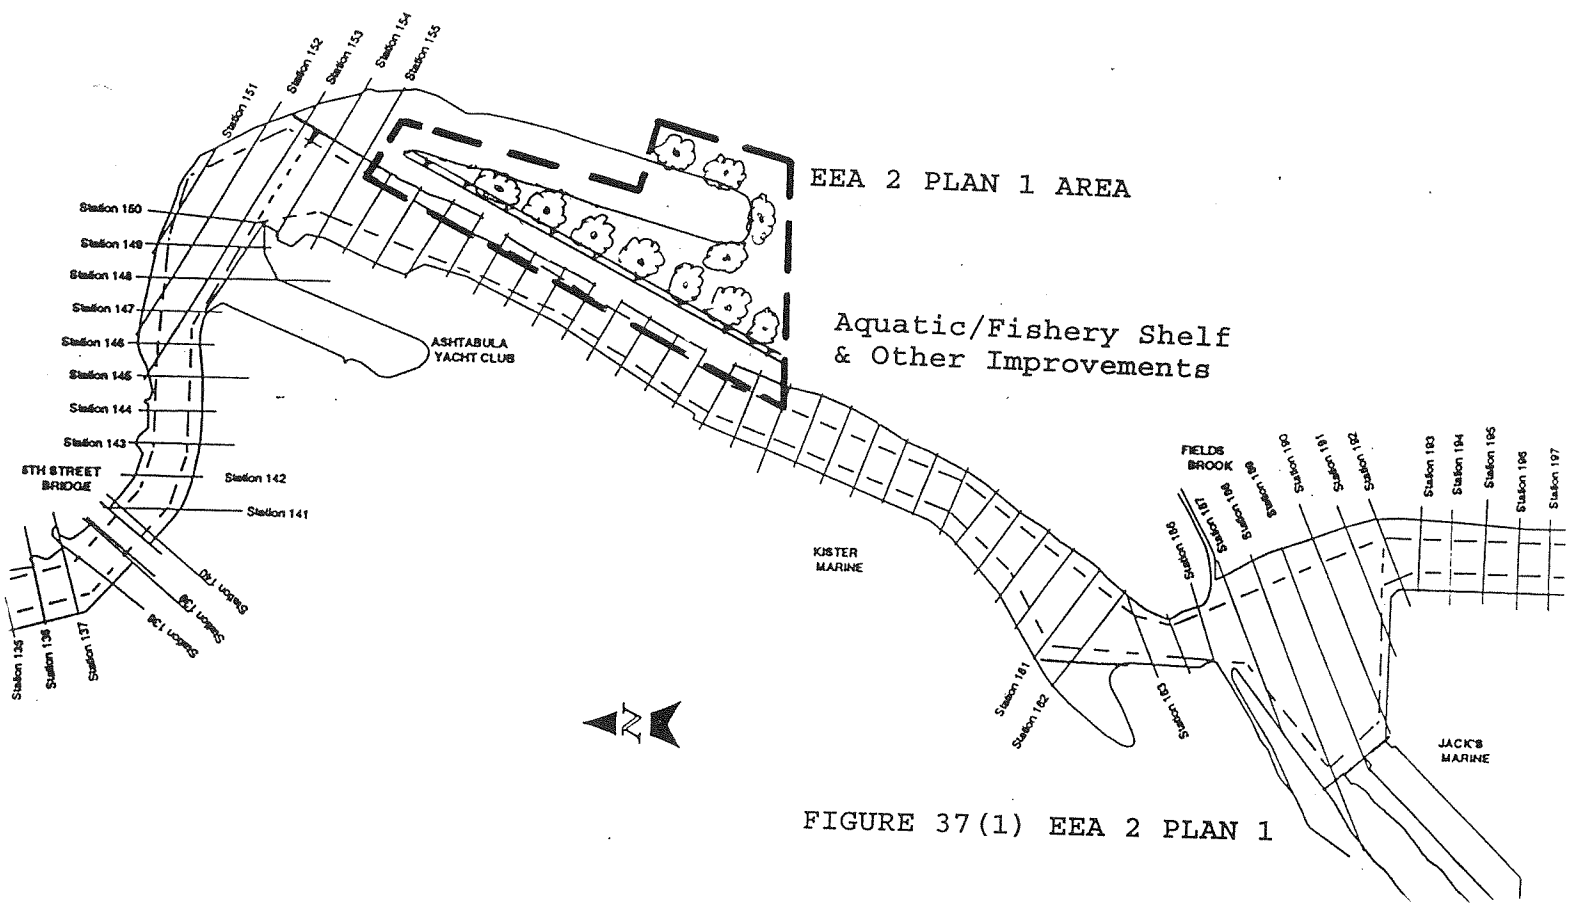 Station 151
Station 152
Station 153
Station 154
Station 155
EEA 2 PLAN 1 AREA
Station 150
Station 149
Station 148
Station 147
Station 146
Station 145
Station 144
Station 143
Aquatic/Fishery Shelf
& Other Improvements
ASHTABULA
YACHT CLUB
5TH STREET
BRIDGE
Station 142
Station 141
Station 140
Station 139
Station 138
Station 135
Station 136
Station 137
KISTER
MARINE
FIELDS
BROOK
Station 186
Station 187
Station 188
Station 189
Station 190
Station 191
Station 192
Station 193
Station 194
Station 195
Station 196
Station 197
Station 181
Station 182
Station 183
N
JACK'S
MARINE
FIGURE 37(1) EEA 2 PLAN 1